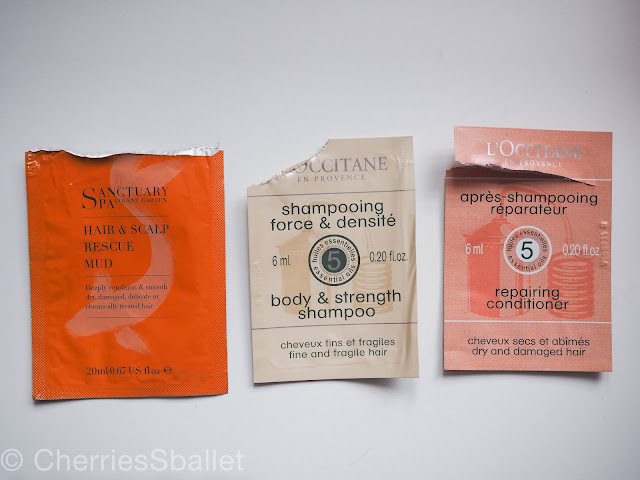 SANCTUARY
SPA COVENT GARDEN
HAIR & SCALP
RESCUE
MUD
Deeply condition & smooth
dry, damaged, delicate or
chemically treated hair
20ml 0.67 US fl oz ℮
L'OCCITANE
EN PROVENCE
shampooing
force & densité
6 ml
huiles essentielles
5
essential oils
0.20 fl.oz.
body & strength
shampoo
cheveux fins et fragiles
fine and fragile hair
L'OCCITANE
EN PROVENCE
après-shampooing
réparateur
6 ml
huiles essentielles
5
essential oils
0.20 fl.oz.
repairing
conditioner
cheveux secs et abîmés
dry and damaged hair
© CherriesSballet